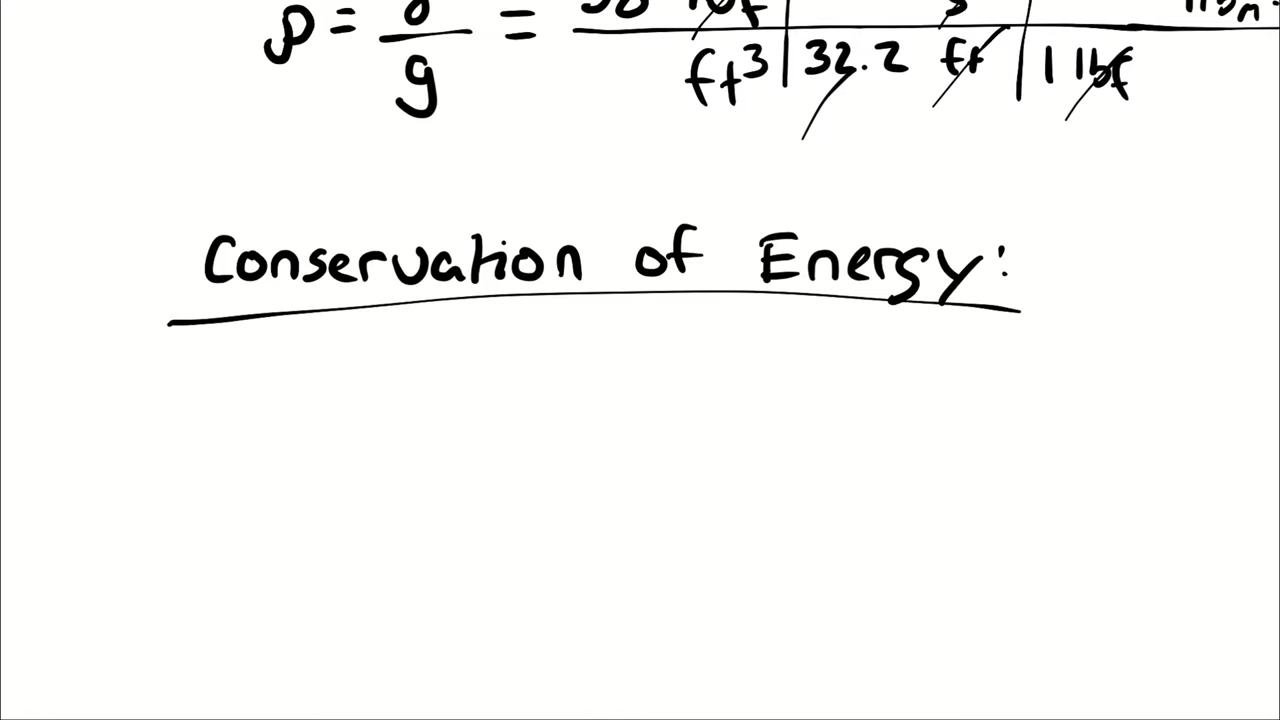 ρ = γ/g =
ft³ | 32.2 ft | 1 lbf
Conservation of Energy: